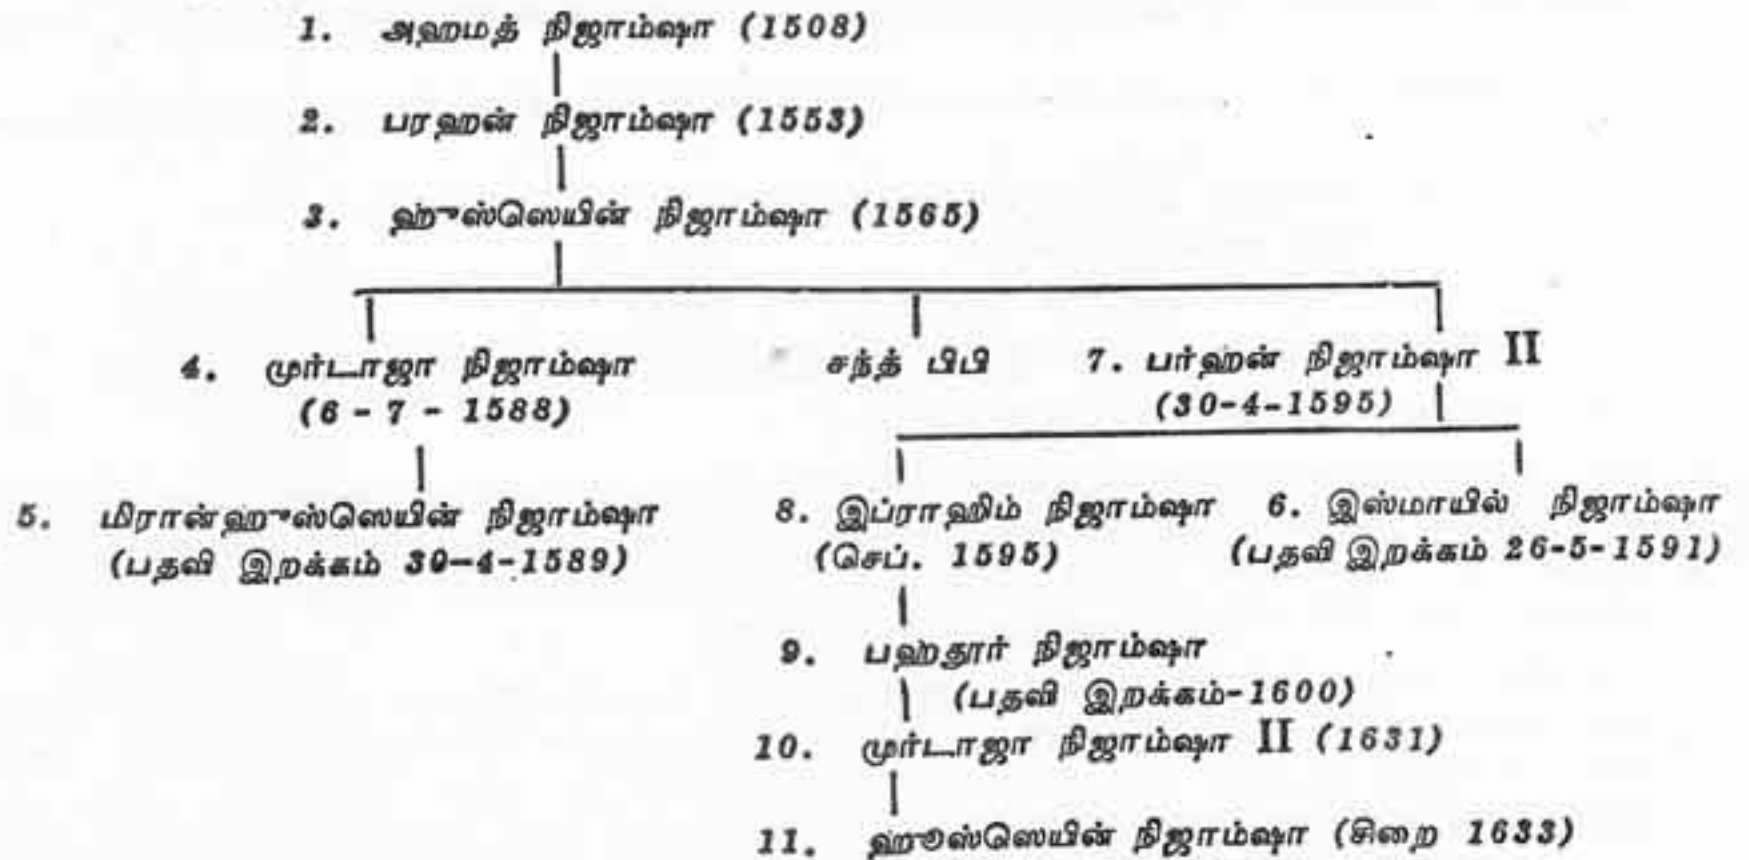 1. அஹமத் நிஜாம்ஷா (1508)
2. பரஹன் நிஜாம்ஷா (1553)
3. ஹுஸ்ஸெயின் நிஜாம்ஷா (1565)
4. முர்டாஜா நிஜாம்ஷா சந்த் பிபி 7. பர்ஹன் நிஜாம்ஷா II
(6 - 7 - 1588) (30-4-1595)
5. மிரான்ஹுஸ்ஸெயின் நிஜாம்ஷா 8. இப்ராஹிம் நிஜாம்ஷா 6. இஸ்மாயில் நிஜாம்ஷா
(பதவி இறக்கம் 30-4-1589) (செப். 1595) (பதவி இறக்கம் 26-5-1591)
9. பஹதூர் நிஜாம்ஷா
(பதவி இறக்கம்-1600)
10. முர்டாஜா நிஜாம்ஷா II (1631)
11. ஹூஸ்ஸெயின் நிஜாம்ஷா (சிறை 1633)